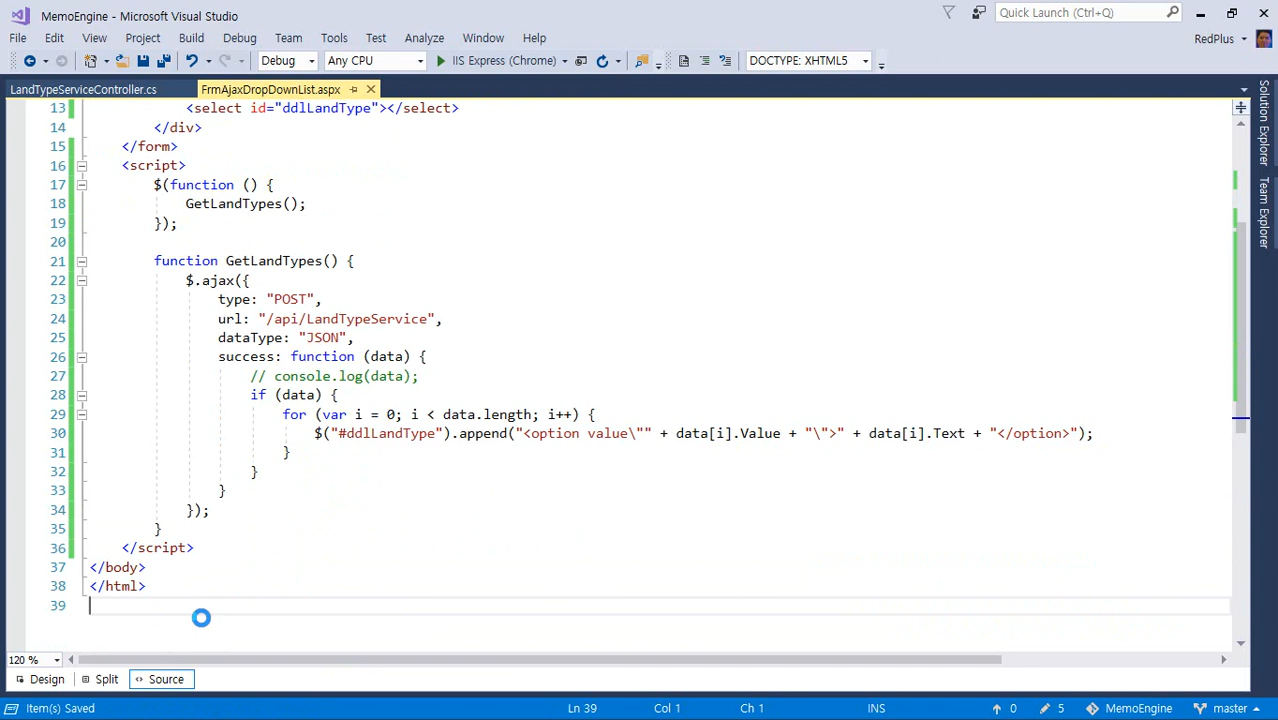 MemoEngine - Microsoft Visual Studio
Quick Launch (Ctrl+Q)
File Edit View Project Build Debug Team Tools Test Analyze Window Help
RedPlus
Debug Any CPU IIS Express (Chrome) DOCTYPE: XHTML5
LandTypeServiceController.cs FrmAjaxDropDownList.aspx
13 <select id="ddlLandType"></select>
14 </div>
15 </form>
16 <script>
17 $(function () {
18 GetLandTypes();
19 });
20
21 function GetLandTypes() {
22 $.ajax({
23 type: "POST",
24 url: "/api/LandTypeService",
25 dataType: "JSON",
26 success: function (data) {
27 // console.log(data);
28 if (data) {
29 for (var i = 0; i < data.length; i++) {
30 $("#ddlLandType").append("<option value\"" + data[i].Value + "\">" + data[i].Text + "</option>");
31 }
32 }
33 }
34 });
35 }
36 </script>
37 </body>
38 </html>
39
Solution Explorer
Team Explorer
120 %
Design Split Source
Item(s) Saved Ln 39 Col 1 Ch 1 INS 0 5 MemoEngine master